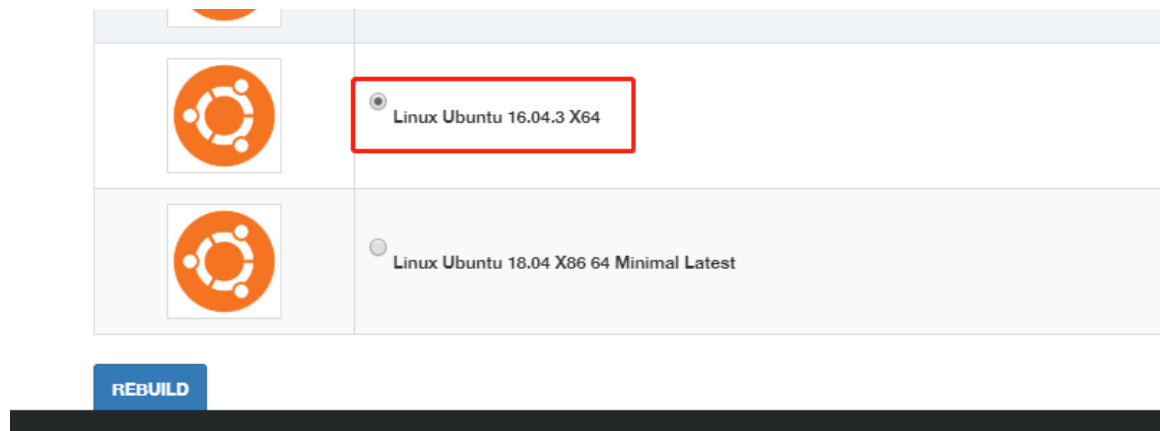 Linux Ubuntu 16.04.3 X64
Linux Ubuntu 18.04 X86 64 Minimal Latest
REBUILD